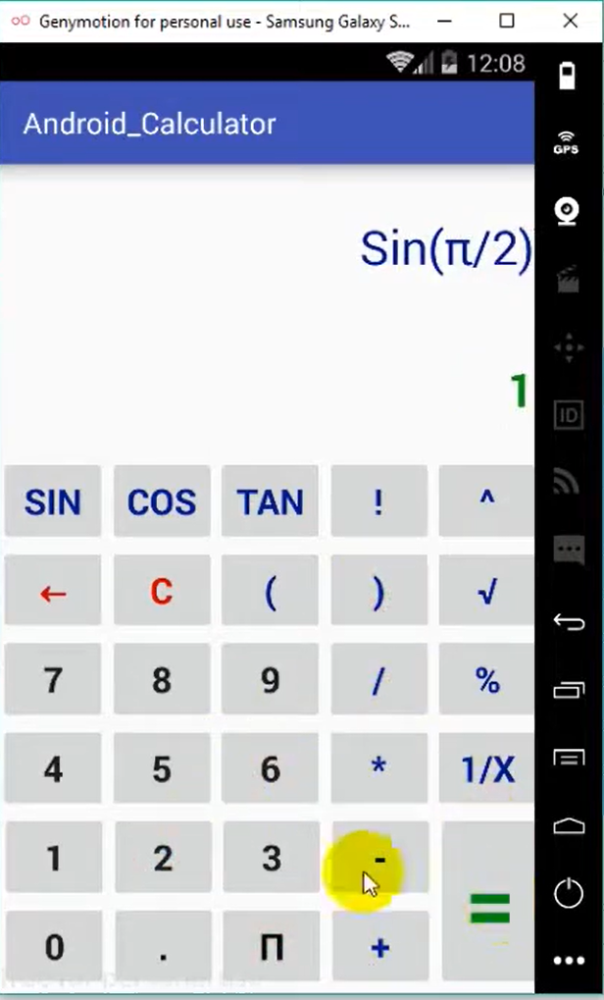 Genymotion for personal use - Samsung Galaxy S...
12:08
GPS
Android_Calculator
Sin(π/2)
1
ID
SIN COS TAN ! ^
← C ( ) √
7 8 9 / %
4 5 6 * 1/X
1 2 3 -
=
0 . П +